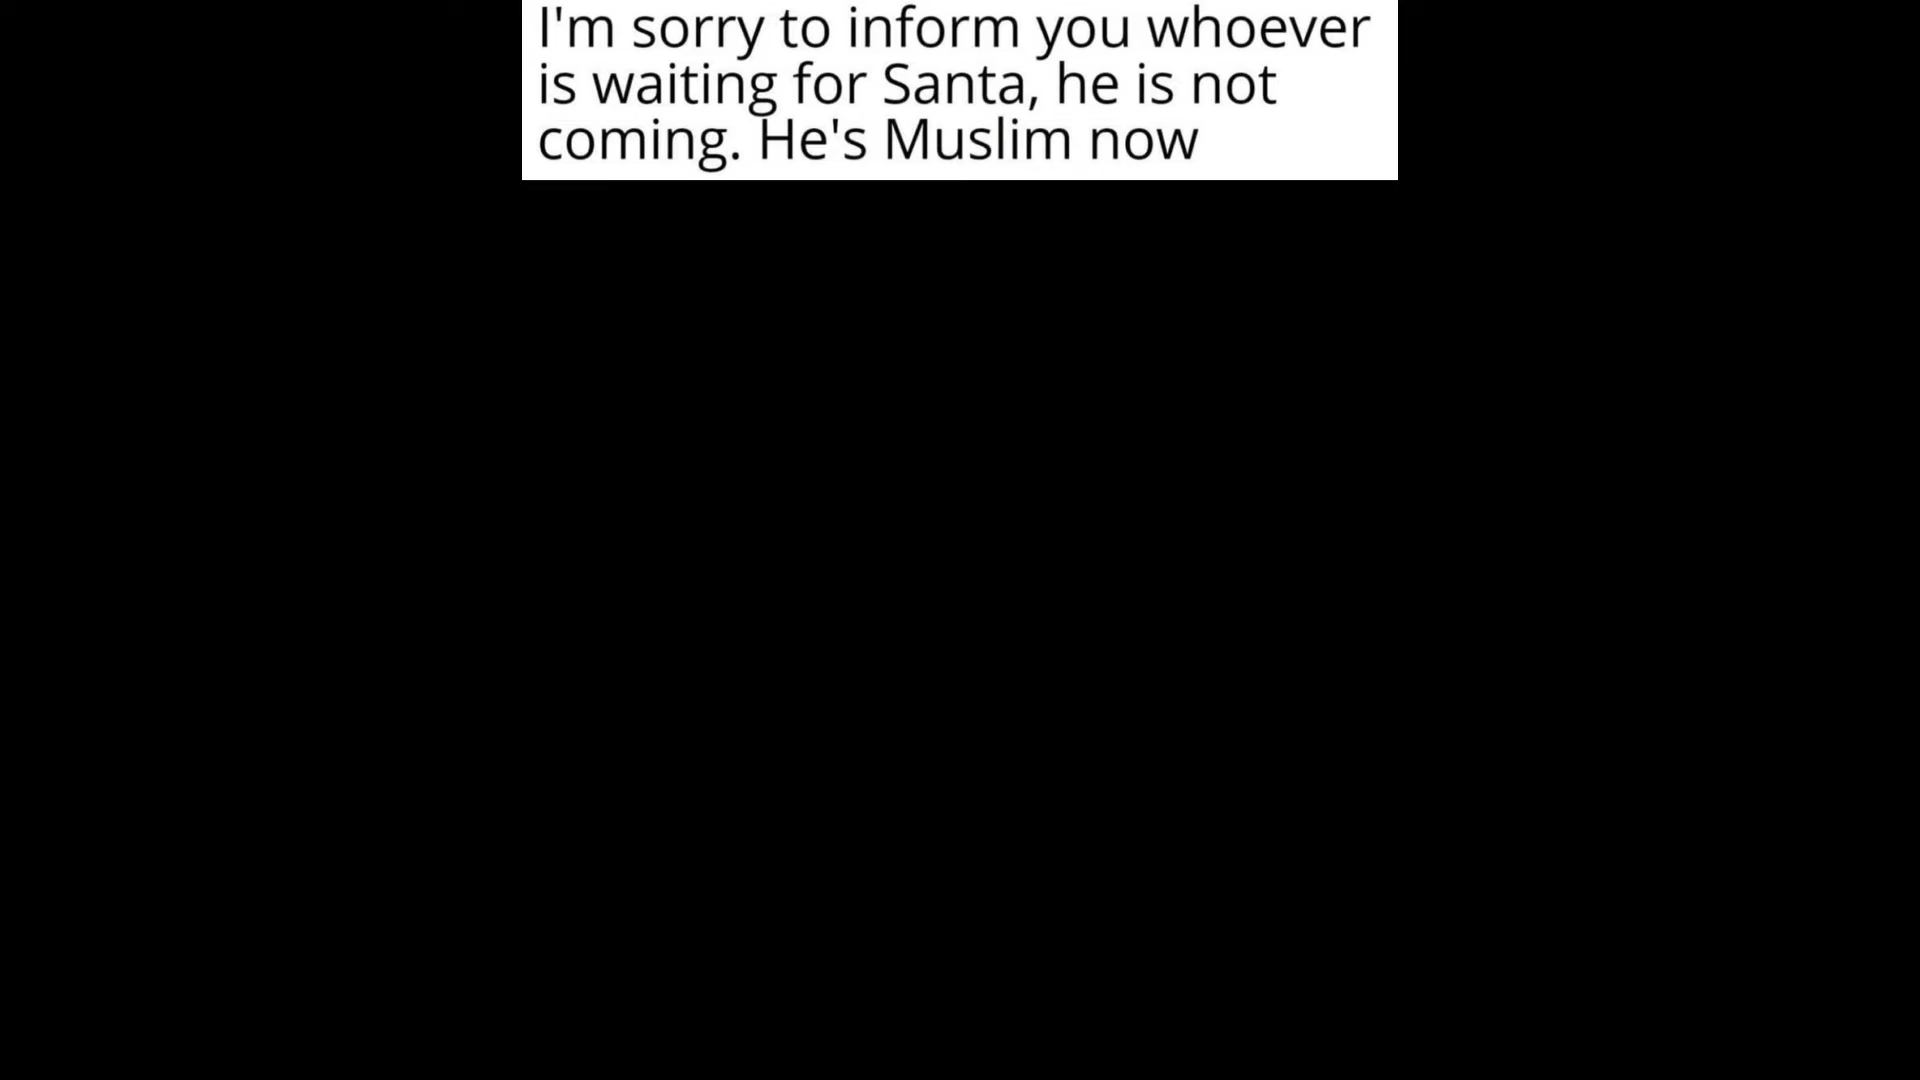 I'm sorry to inform you whoever
is waiting for Santa, he is not
coming. He's Muslim now